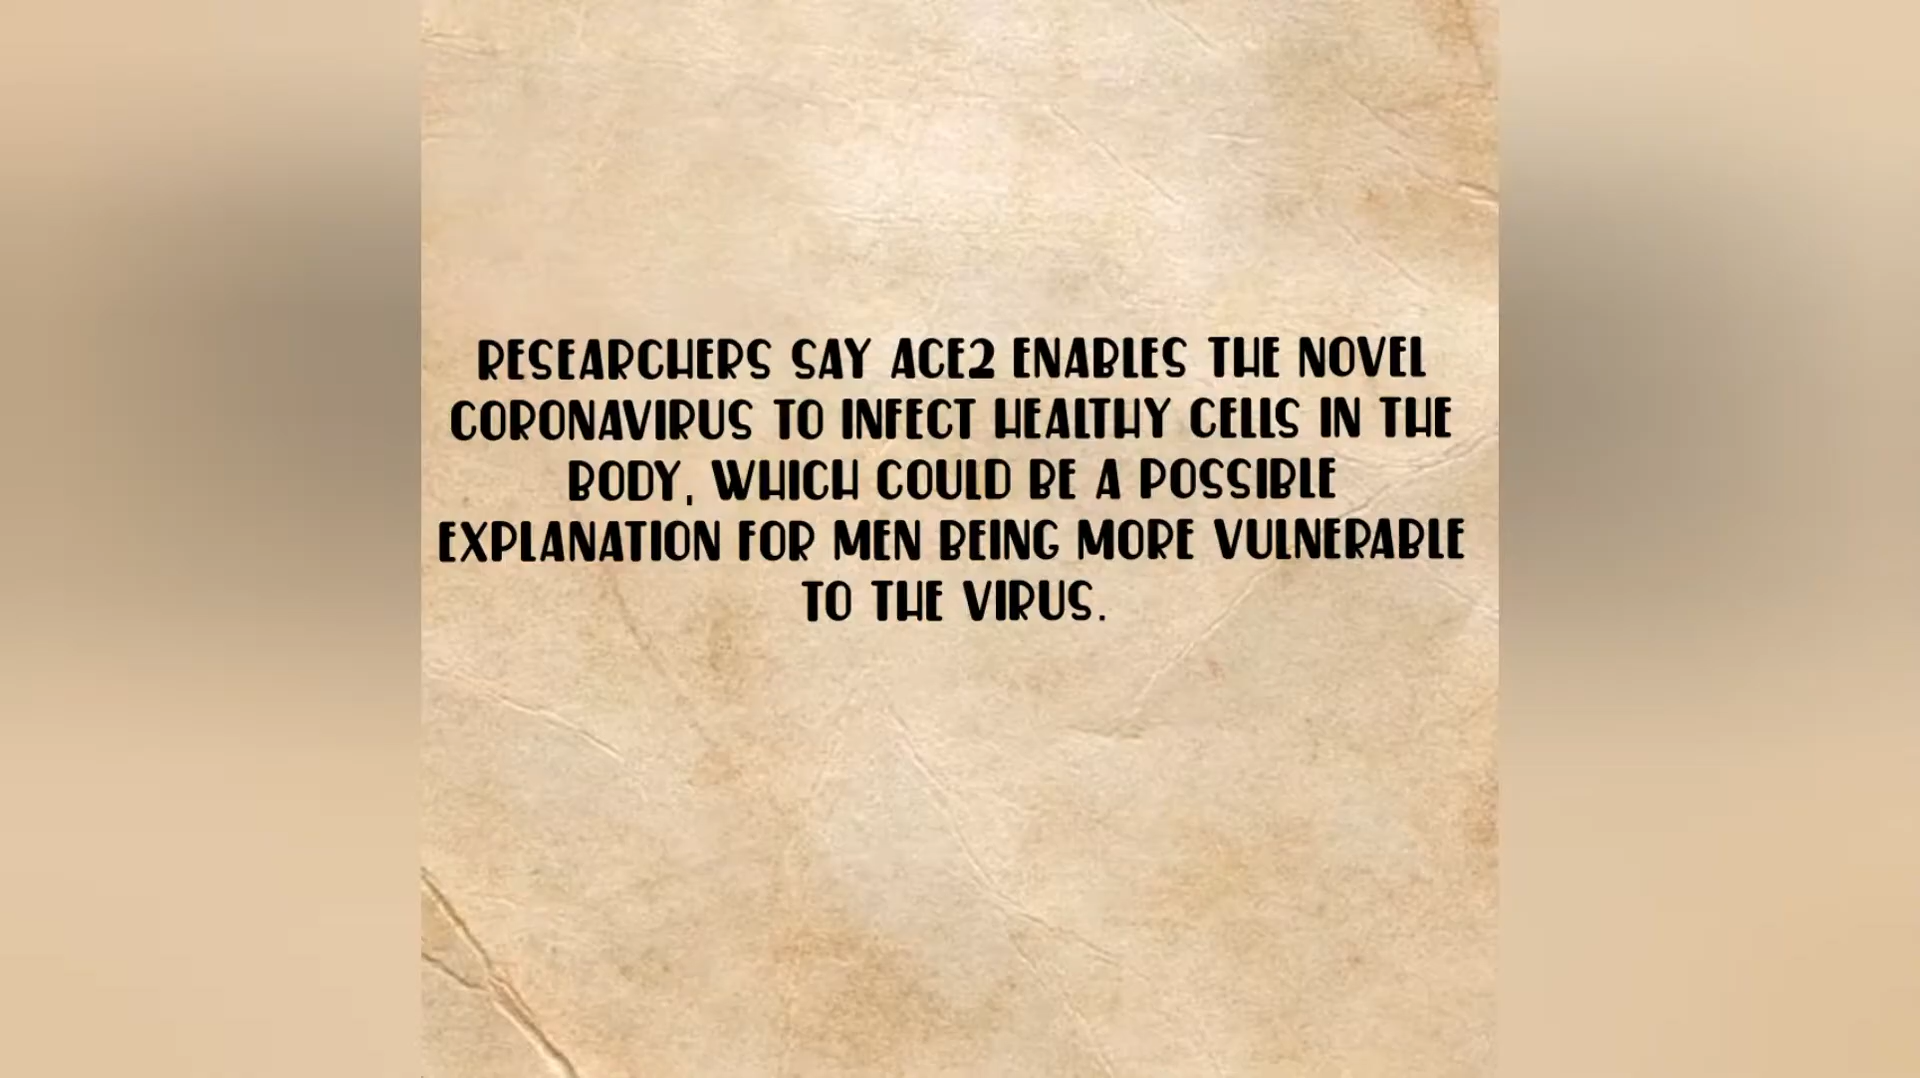 RESEARCHERS SAY ACE2 ENABLES THE NOVEL
CORONAVIRUS TO INFECT HEALTHY CELLS IN THE
BODY, WHICH COULD BE A POSSIBLE
EXPLANATION FOR MEN BEING MORE VULNERABLE
TO THE VIRUS.